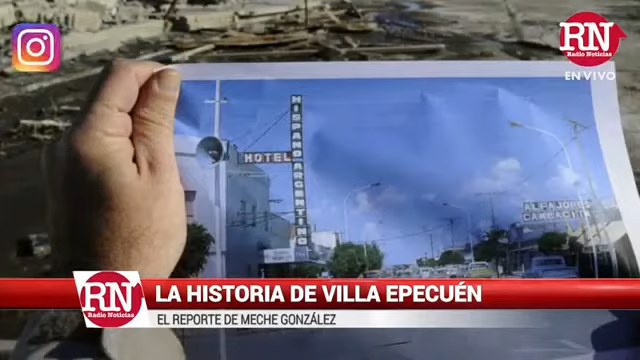 RN
Radio Noticias
EN VIVO
HOTEL
HISPANO ARGENTINO
ALFAJORES
RN
Radio Noticias
LA HISTORIA DE VILLA EPECUÉN
EL REPORTE DE MECHE GONZÁLEZ